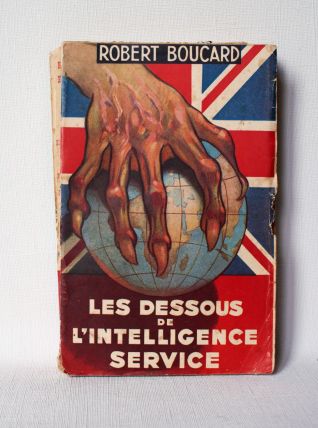 ROBERT BOUCARD
LES DESSOUS
DE
L'INTELLIGENCE
SERVICE